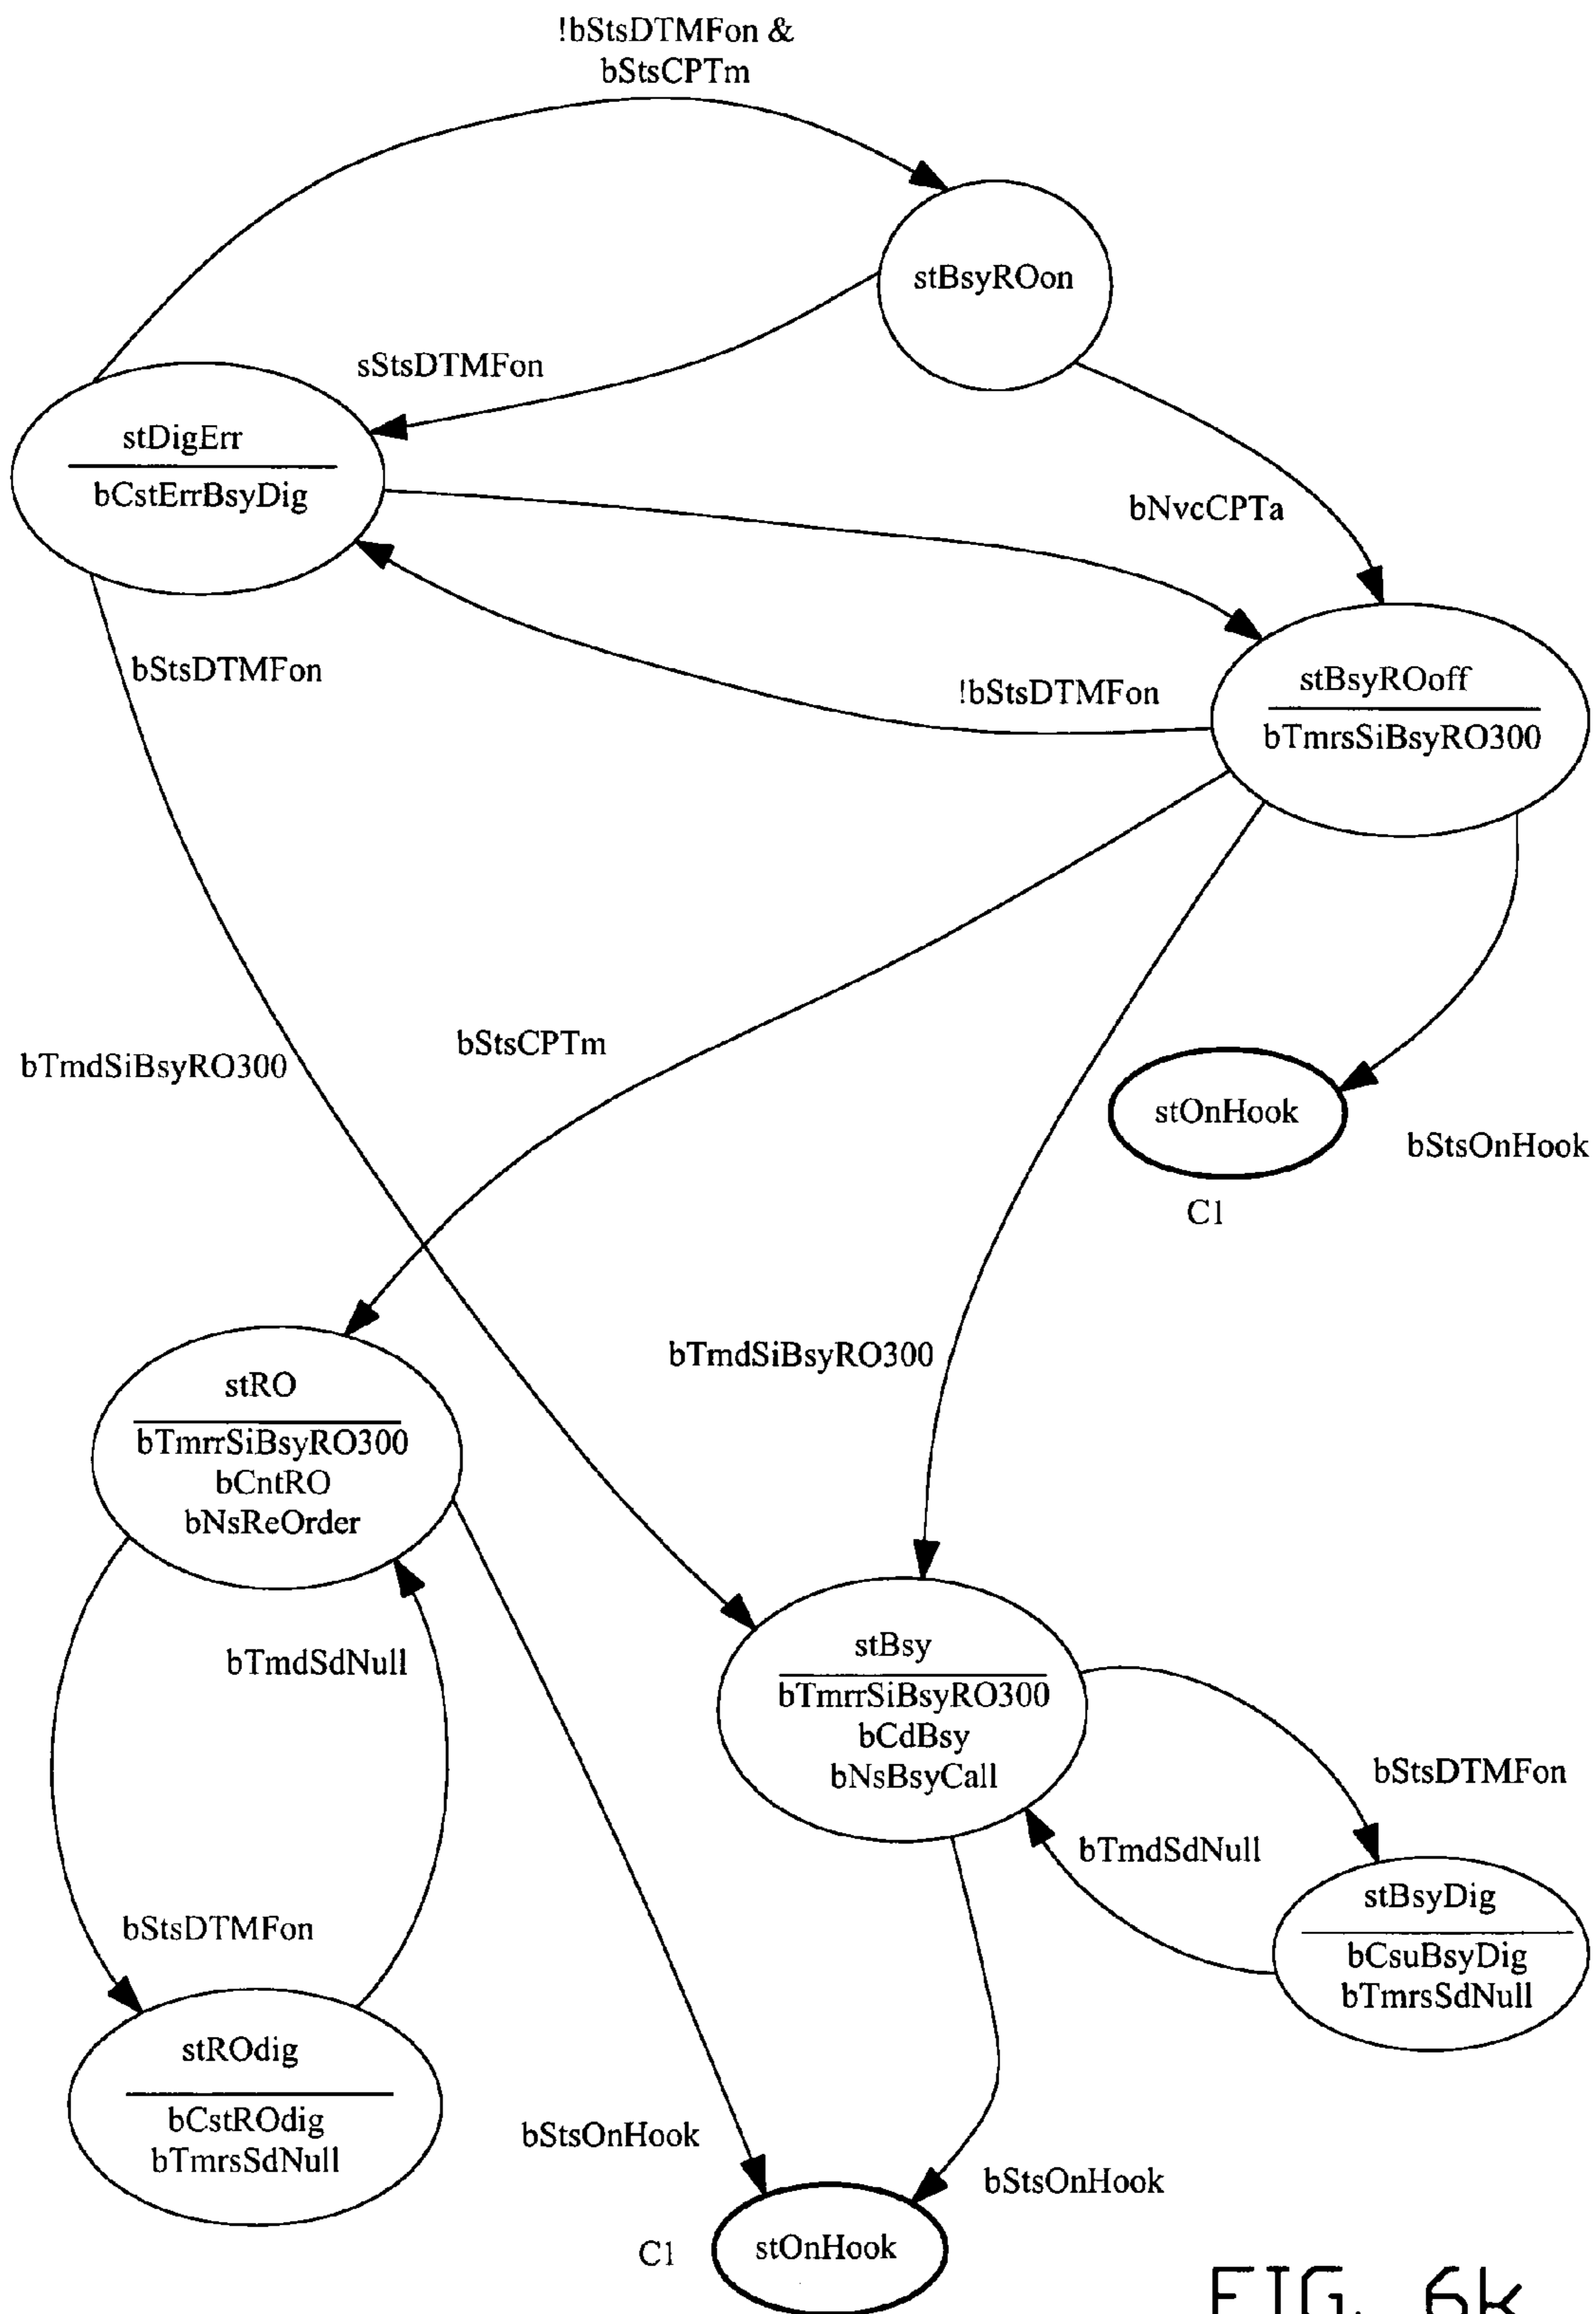 !bStsDTMFon &
bStsCPTm
stBsyROon
sStsDTMFon
stDigErr
bCstErrBsyDig
bNvcCPTa
bStsDTMFon
!bStsDTMFon
stBsyROoff
bTmrsSiBsyRO300
bStsCPTm
bTmdSiBsyRO300
stOnHook
bStsOnHook
C1
bTmdSiBsyRO300
stRO
bTmrrSiBsyRO300
bCntRO
bNsReOrder
bTmdSdNull
stBsy
bTmrrSiBsyRO300
bCdBsy
bNsBsyCall
bStsDTMFon
bTmdSdNull
stBsyDig
bCsuBsyDig
bTmrsSdNull
bStsDTMFon
stROdig
bCstROdig
bTmrsSdNull
bStsOnHook
bStsOnHook
C1
stOnHook
FIG. 6k